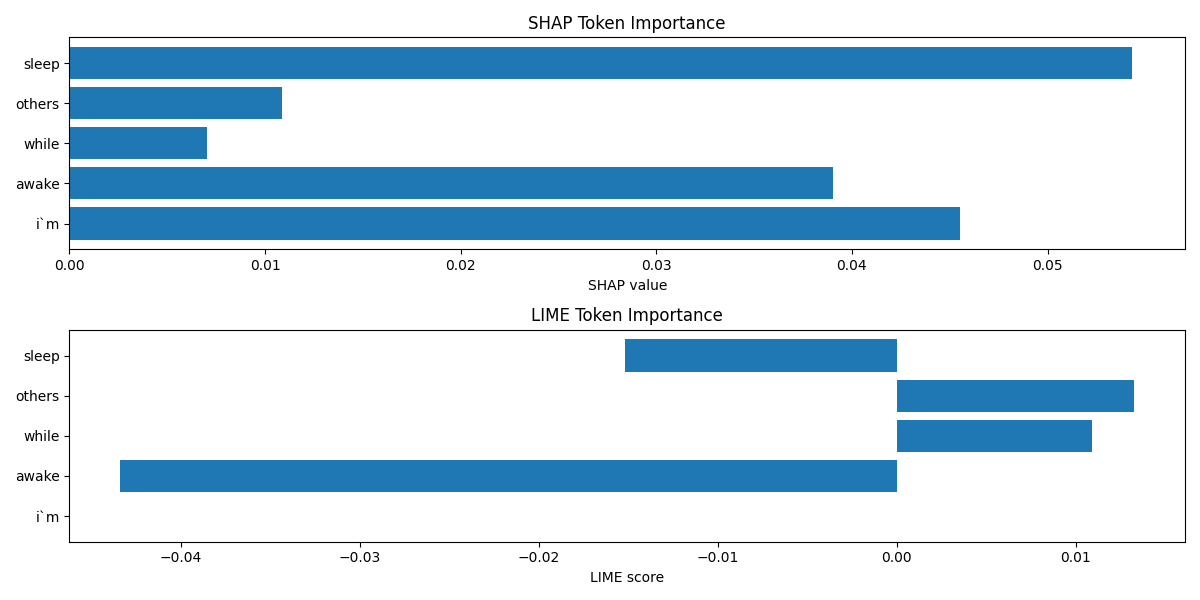 SHAP Token Importance
sleep
others
while
awake
i`m
0.00 0.01 0.02 0.03 0.04 0.05
SHAP value
LIME Token Importance
sleep
others
while
awake
i`m
−0.04 −0.03 −0.02 −0.01 0.00 0.01
LIME score